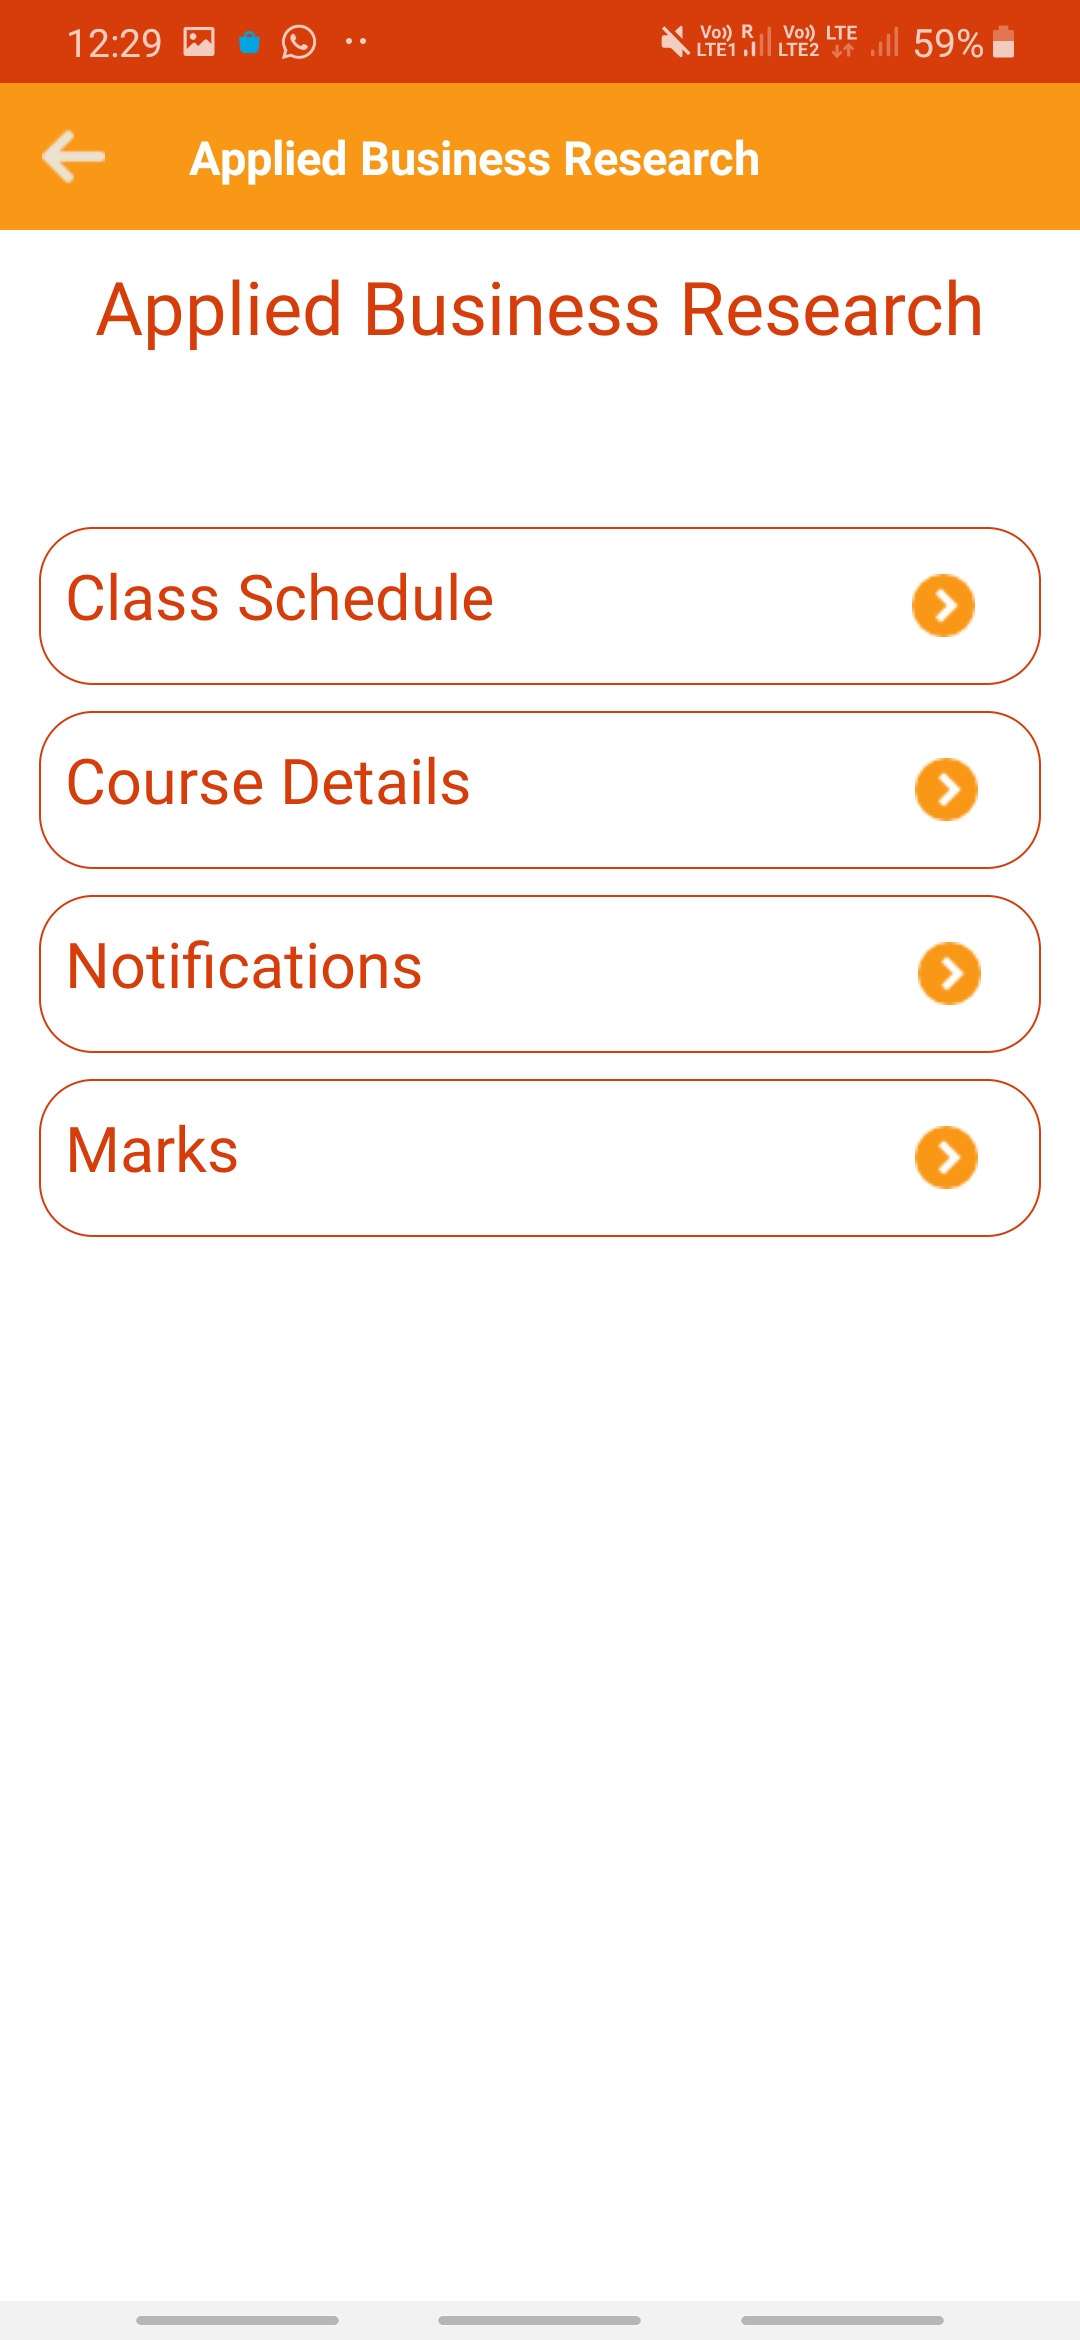 12:29 Vo)) R Vo)) LTE 59%
LTE1 LTE2
Applied Business Research
Applied Business Research
Class Schedule
Course Details
Notifications
Marks